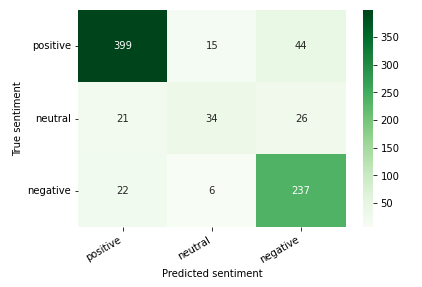 positive 399 15 44
neutral 21 34 26
negative 22 6 237
positive neutral negative
True sentiment
Predicted sentiment
350
300
250
200
150
100
50